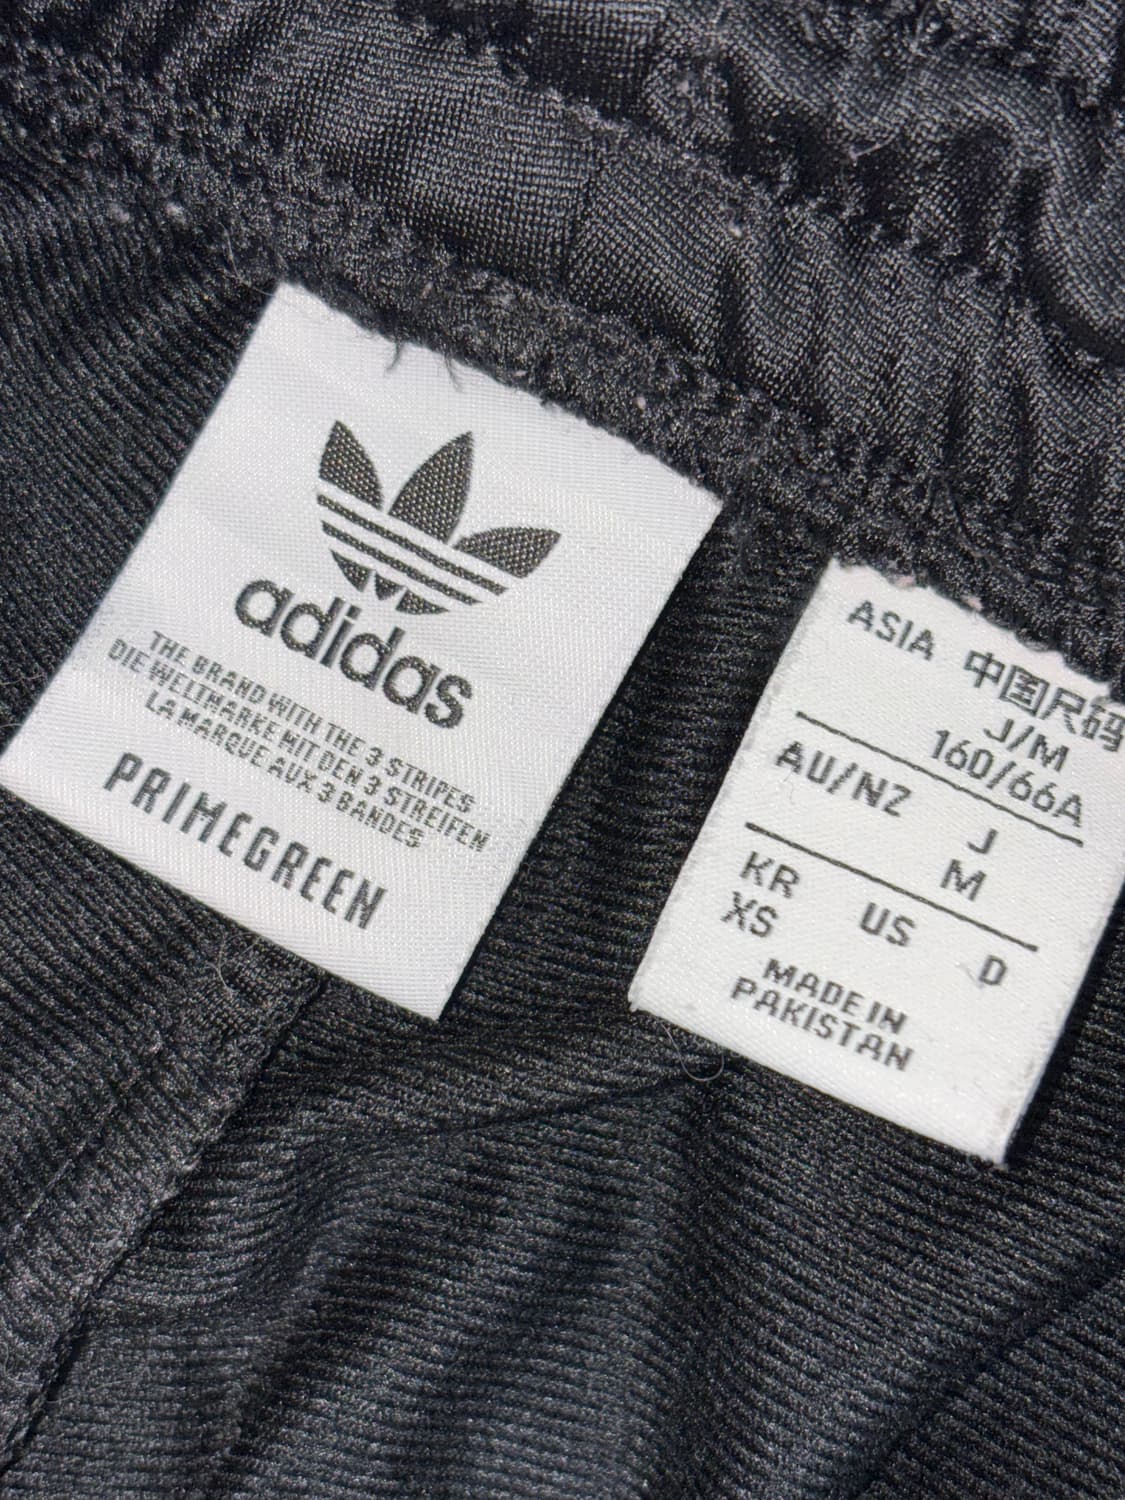 adidas
THE BRAND WITH THE 3 STRIPES
DIE WELTMARKE MIT DEN 3 STREIFEN
LA MARQUE AUX 3 BANDES
PRIMEGREEN
ASIA 中国尺码
J/M
160/66A
AU/NZ J
M
KR
XS US D
MADE IN
PAKISTAN